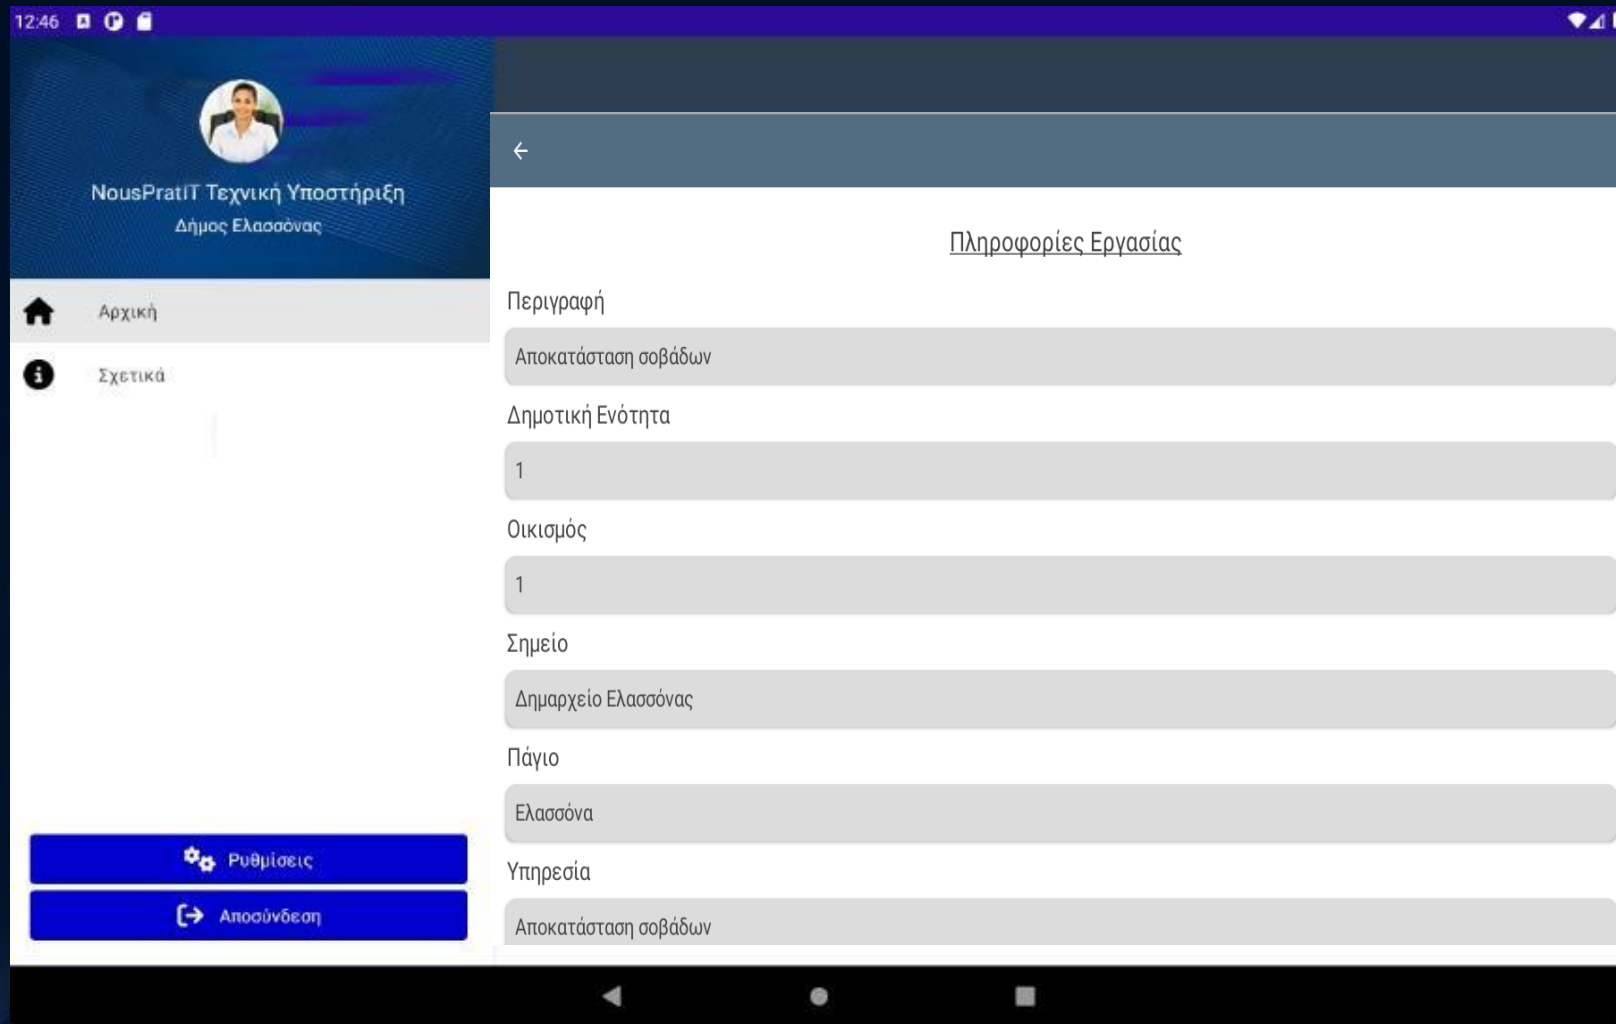 12:46
NousPratIT Τεχνική Υποστήριξη
Δήμος Ελασσόνας
Αρχική
Σχετικά
Ρυθμίσεις
Αποσύνδεση
Πληροφορίες Εργασίας
Περιγραφή
Αποκατάσταση σοβάδων
Δημοτική Ενότητα
1
Οικισμός
1
Σημείο
Δημαρχείο Ελασσόνας
Πάγιο
Ελασσόνα
Υπηρεσία
Αποκατάσταση σοβάδων